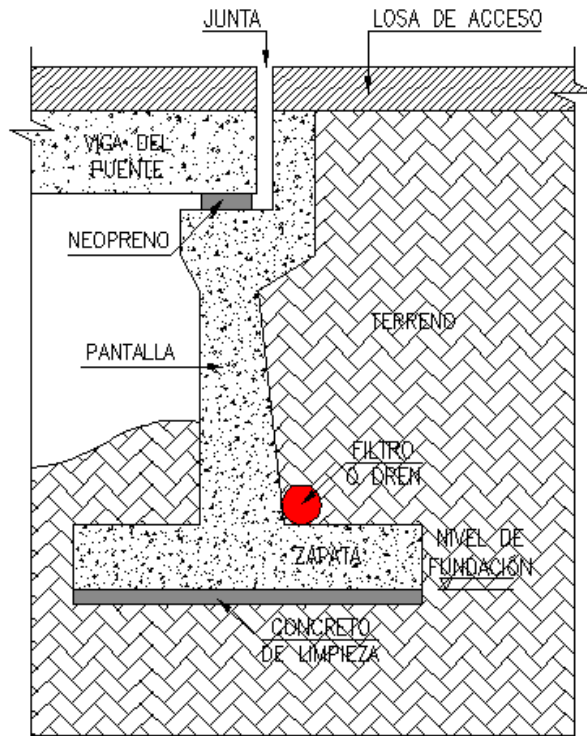 JUNTA
LOSA DE ACCESO
VIGA DEL
PUENTE
NEOPRENO
TERRENO
PANTALLA
FILTRO
O DREN
ZAPATA
NIVEL DE
FUNDACIÓN
CONCRETO
DE LIMPIEZA